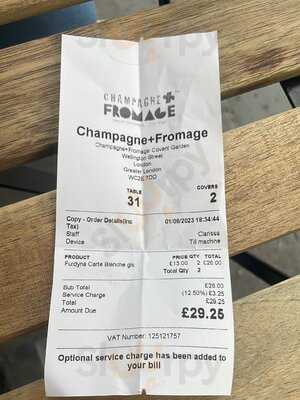 CHAMPAGNE+
FROMAGE
Champagne+Fromage
Champagne+Fromage Covent Garden
Wellington Street
London
Greater London
WC2E 7DD
TABLE COVERS
31 2
Copy - Order Details(Inc Tax) 01/06/2023 18:34:44
Staff Clarissa
Device Till machine
PRODUCT PRICE QTY TOTAL
Purdyna Carte Blanche gls £13.00 2 £26.00
Total Qty 2
Sub Total £26.00
Service Charge (12.50%) £3.25
Total £29.25
Amount Due £29.25
VAT Number: 125121757
Optional service charge has been added to
your bill